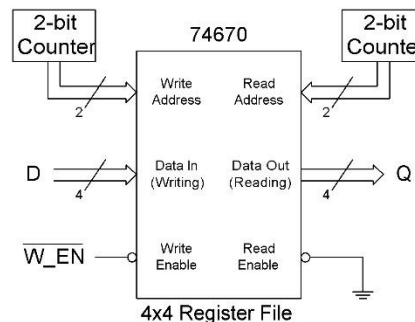 2-bit
Counter
74670
2-bit
Counter
Write
Address
Read
Address
2
2
D
4
Data In
(Writing)
Data Out
(Reading)
4
Q
W_EN
Write
Enable
Read
Enable
4x4 Register File